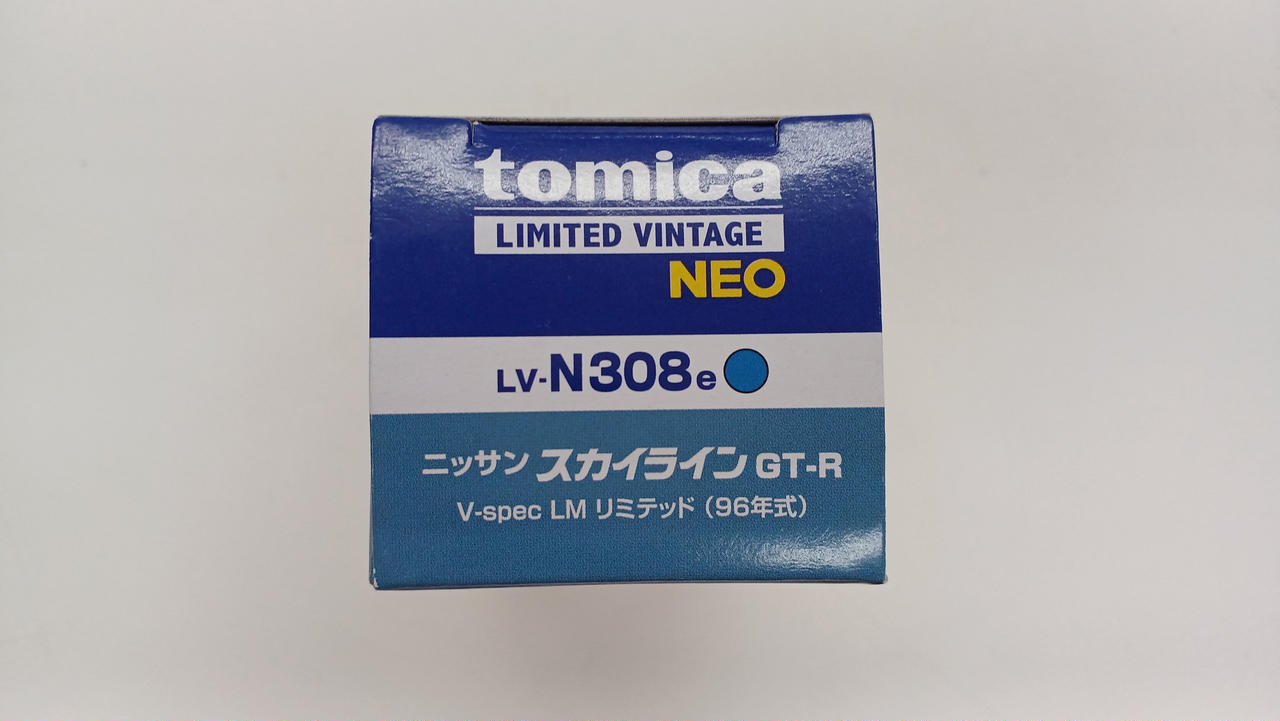 tomica
LIMITED VINTAGE
NEO
LV-N308e
ニッサン スカイライン GT-R
V-spec LM リミテッド（96年式）